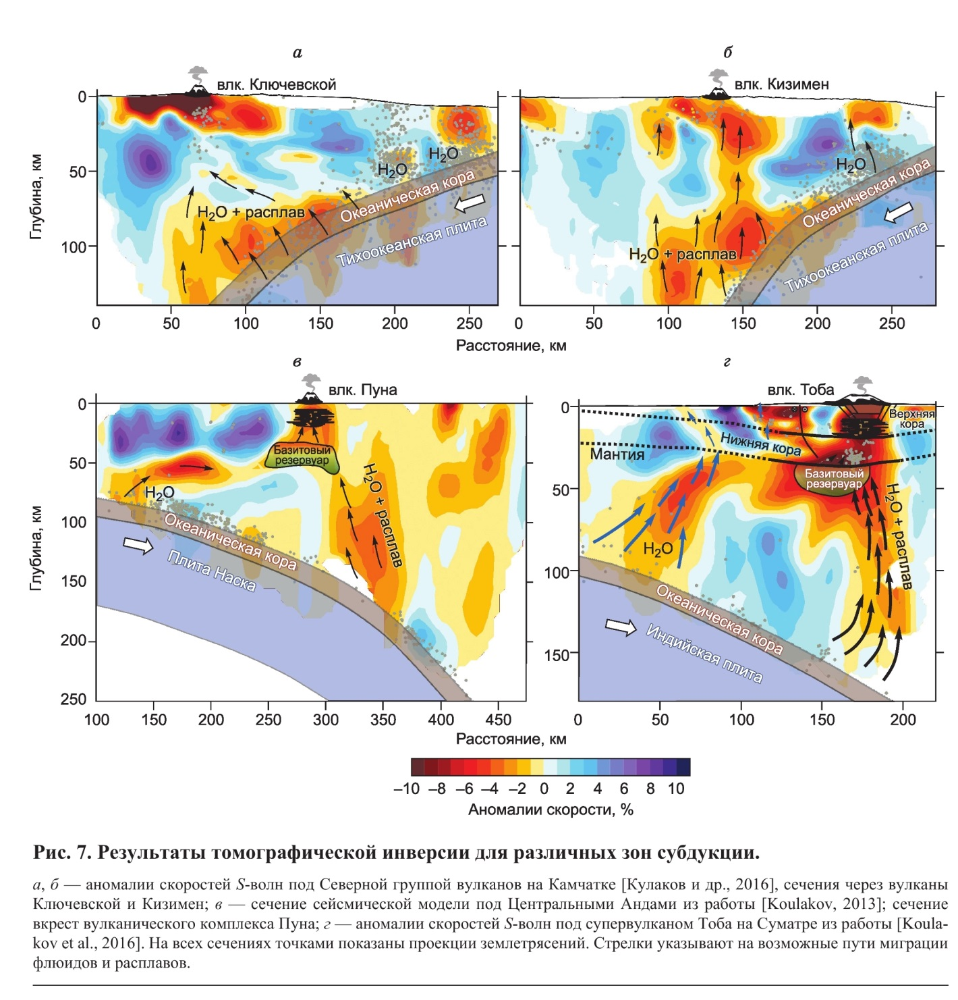 а
влк. Ключевской
0
50
100
Глубина, км
H2O
H2O
H2O + расплав
Океаническая кора
Тихоокеанская плита
0 50 100 150 200 250
б
влк. Кизимен
H2O
H2O + расплав
Океаническая кора
Тихоокеанская плита
0 50 100 150 200 250
Расстояние, км
в
влк. Пуна
0
50
100
150
200
250
Глубина, км
Базитовый
резервуар
H2O
H2O + расплав
Океаническая кора
Плита Наска
100 150 200 250 300 350 400 450
г
влк. Тоба
0
50
100
150
Верхняя
кора
Нижняя кора
Мантия
Базитовый
резервуар
H2O
H2O + расплав
Океаническая кора
Индийская плита
0 50 100 150 200
Расстояние, км
–10 –8 –6 –4 –2 0 2 4 6 8 10
Аномалии скорости, %
Рис. 7. Результаты томографической инверсии для различных зон субдукции.
а, б — аномалии скоростей S-волн под Северной группой вулканов на Камчатке [Кулаков и др., 2016], сечения через вулканы
Ключевской и Кизимен; в — сечение сейсмической модели под Центральными Андами из работы [Koulakov, 2013]; сечение
вкрест вулканического комплекса Пуна; г — аномалии скоростей S-волн под супервулканом Тоба на Суматре из работы [Koula-
kov et al., 2016]. На всех сечениях точками показаны проекции землетрясений. Стрелки указывают на возможные пути миграции
флюидов и расплавов.